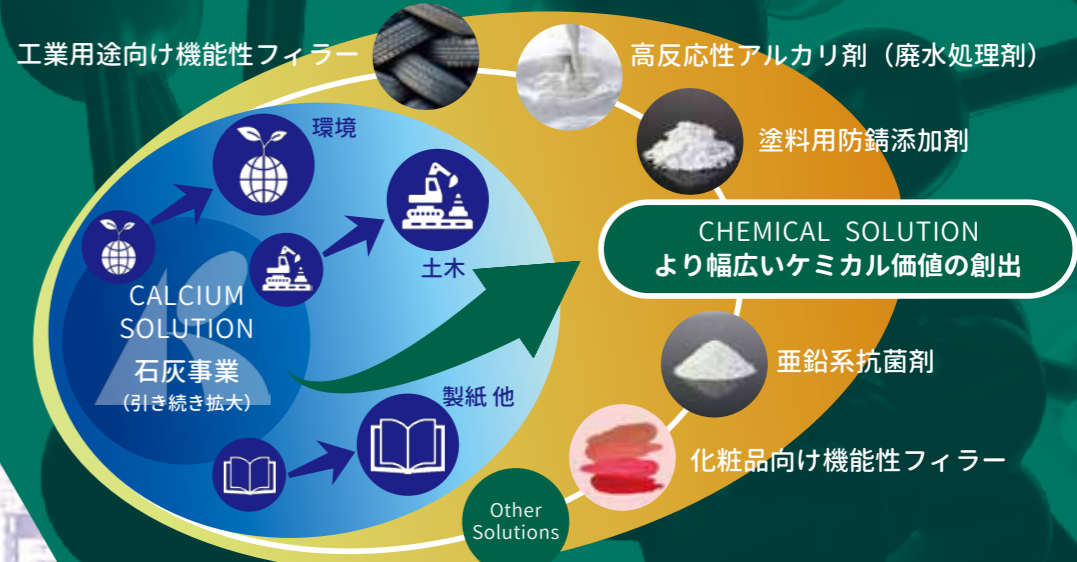 工業用途向け機能性フィラー
高反応性アルカリ剤（廃水処理剤）
環境
塗料用防錆添加剤
CHEMICAL SOLUTION
より幅広いケミカル価値の創出
土木
CALCIUM
SOLUTION
石灰事業
（引き続き拡大）
亜鉛系抗菌剤
製紙 他
化粧品向け機能性フィラー
Other
Solutions